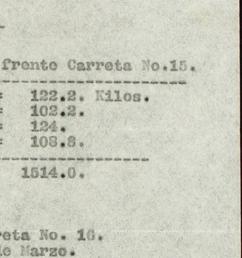 frente Carreta No.15.
= 122.2. Kilos.
= 102.2.
= 124.
= 108.8.
1514.0.
reta No. 16.
de Marzo.